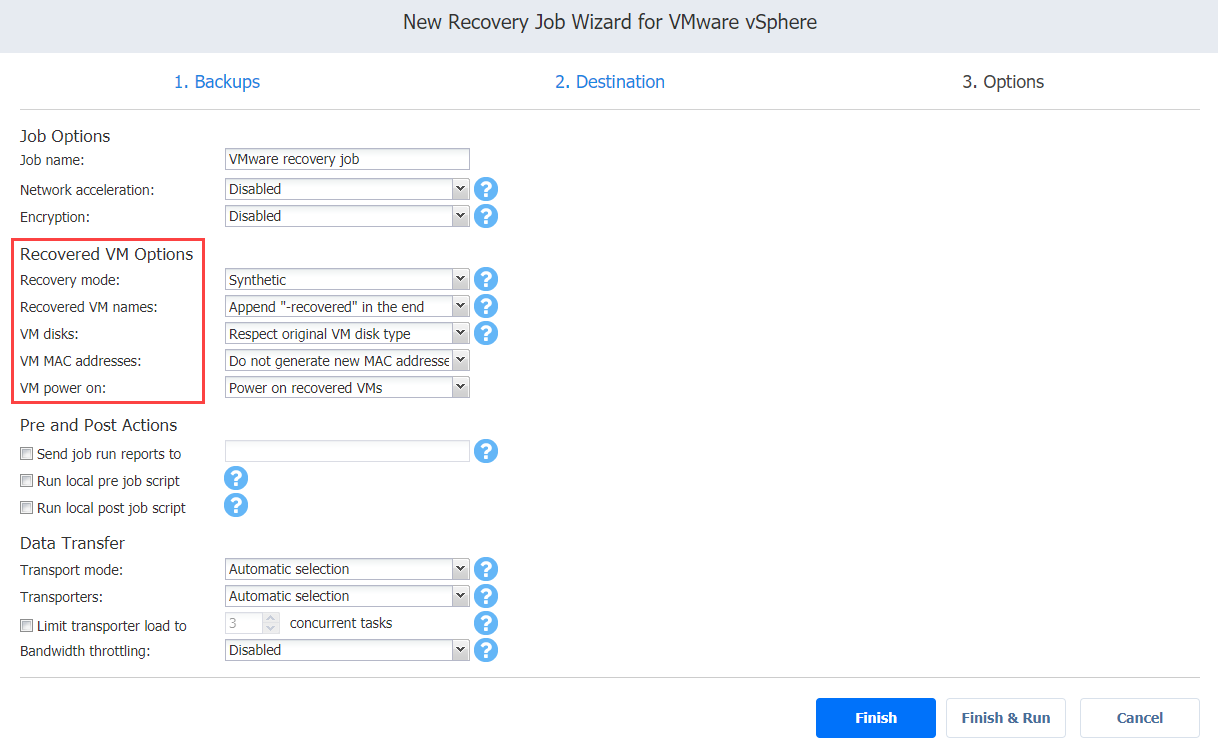 New Recovery Job Wizard for VMware vSphere
1. Backups 2. Destination 3. Options
Job Options
Job name: VMware recovery job
Network acceleration: Disabled ?
Encryption: Disabled ?
Recovered VM Options
Recovery mode: Synthetic ?
Recovered VM names: Append "-recovered" in the end ?
VM disks: Respect original VM disk type ?
VM MAC addresses: Do not generate new MAC addresse
VM power on: Power on recovered VMs
Pre and Post Actions
Send job run reports to ?
Run local pre job script ?
Run local post job script ?
Data Transfer
Transport mode: Automatic selection ?
Transporters: Automatic selection ?
Limit transporter load to 3 concurrent tasks ?
Bandwidth throttling: Disabled ?
Finish Finish & Run Cancel